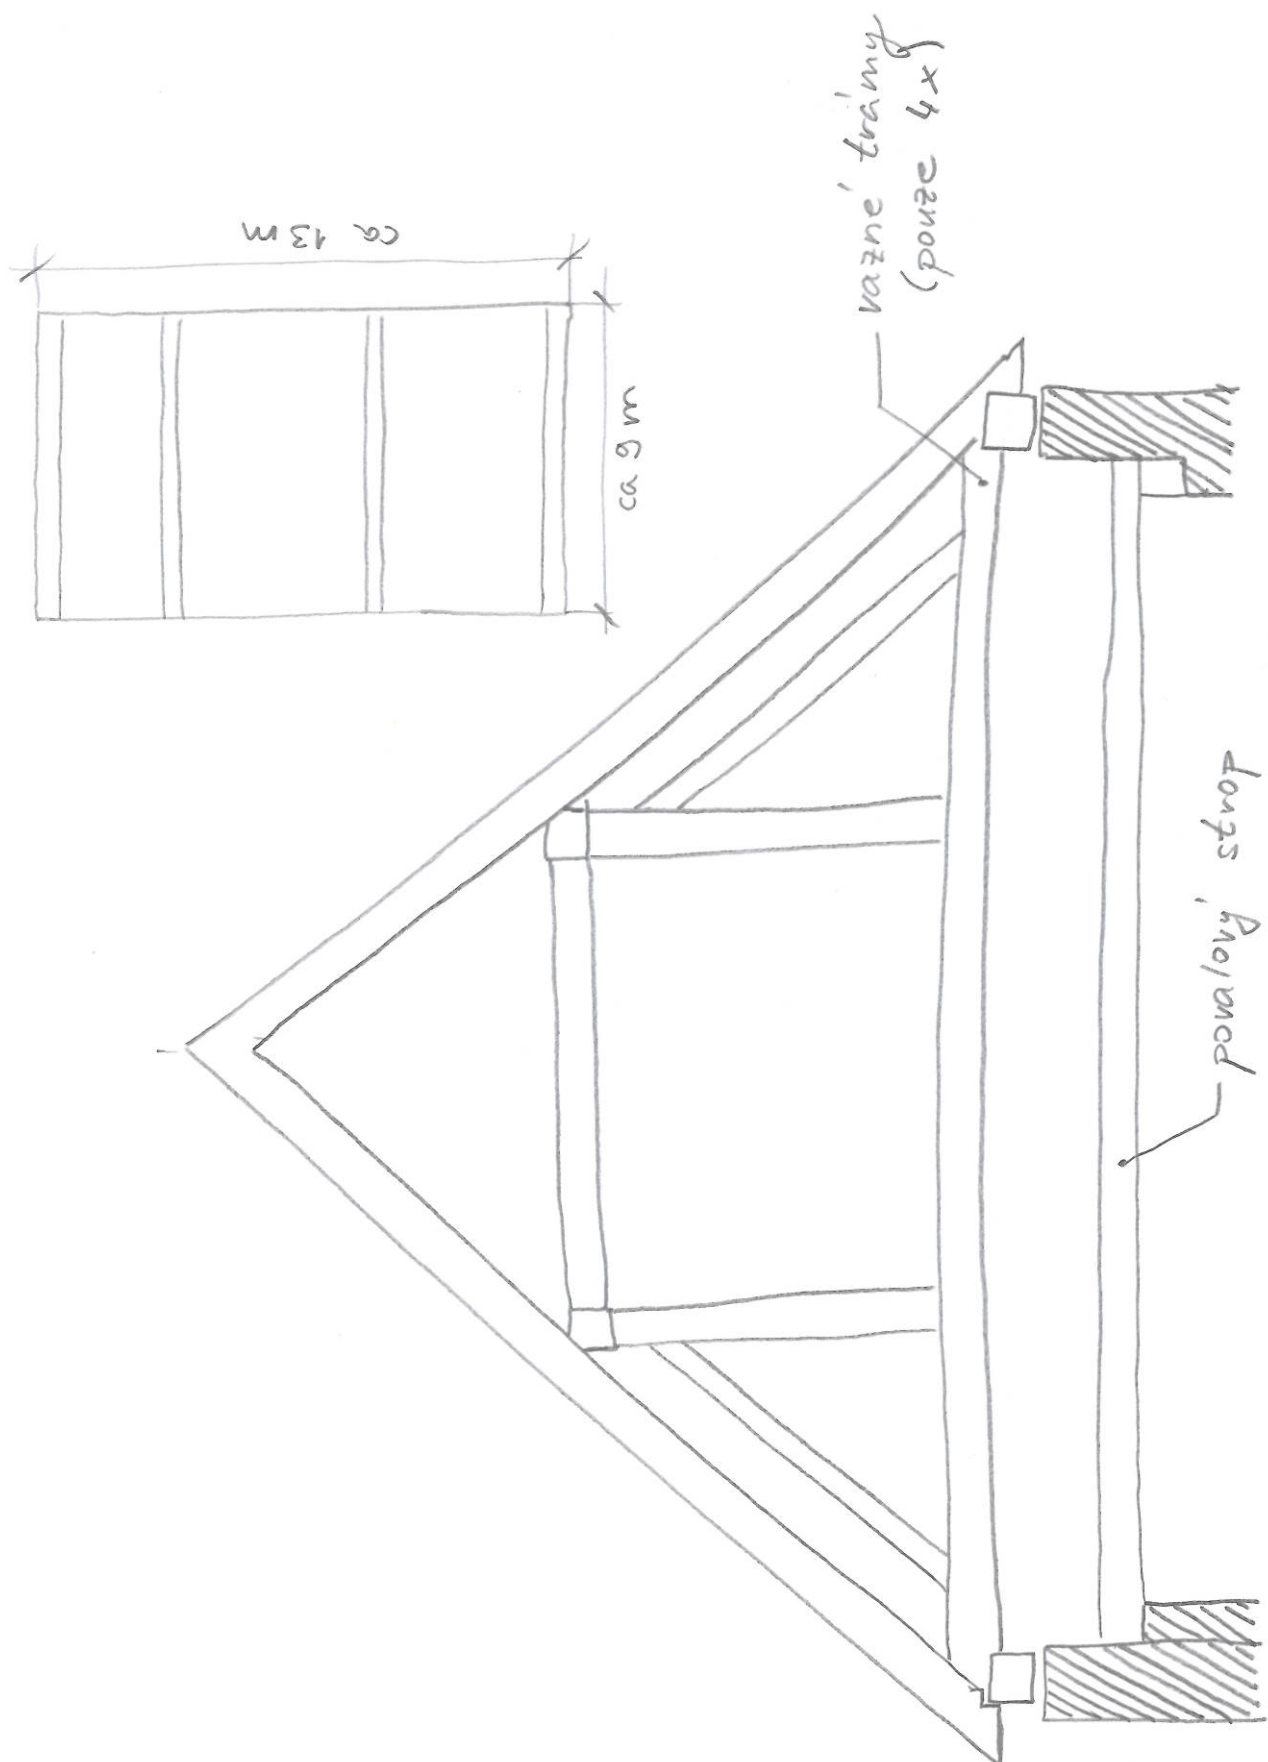 vazné trámy
(pouze 4x)
ca 13 m
ca 9 m
povalový strop